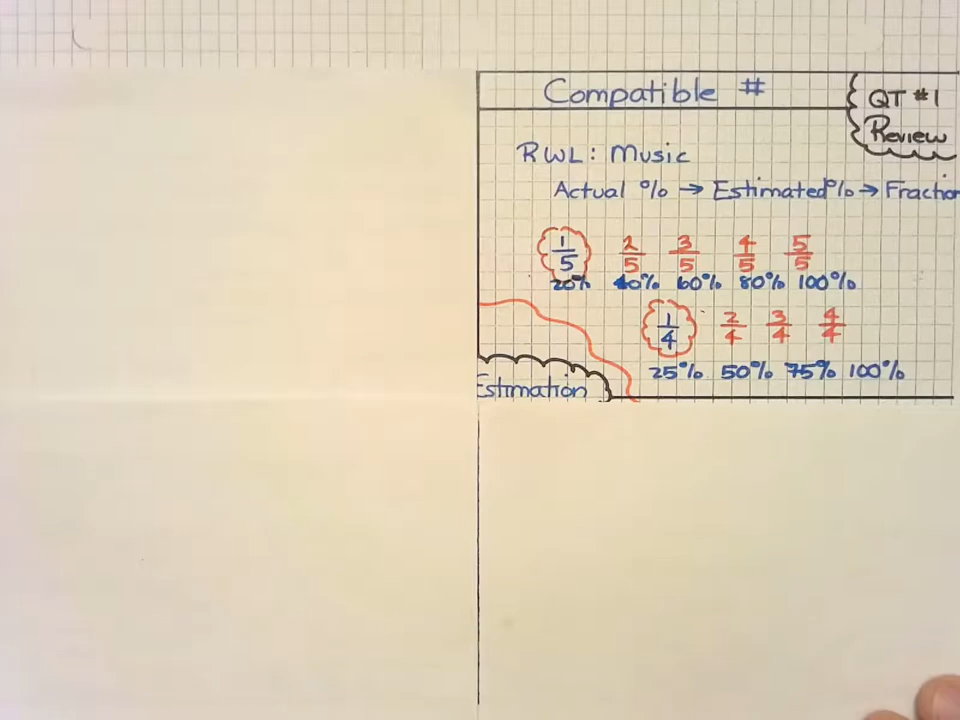 Compatible #
QT #1
Review
RWL: Music
Actual % → Estimated % → Fraction
1/5 2/5 3/5 4/5 5/5
20% 40% 60% 80% 100%
1/4 2/4 3/4 4/4
25% 50% 75% 100%
Estimation